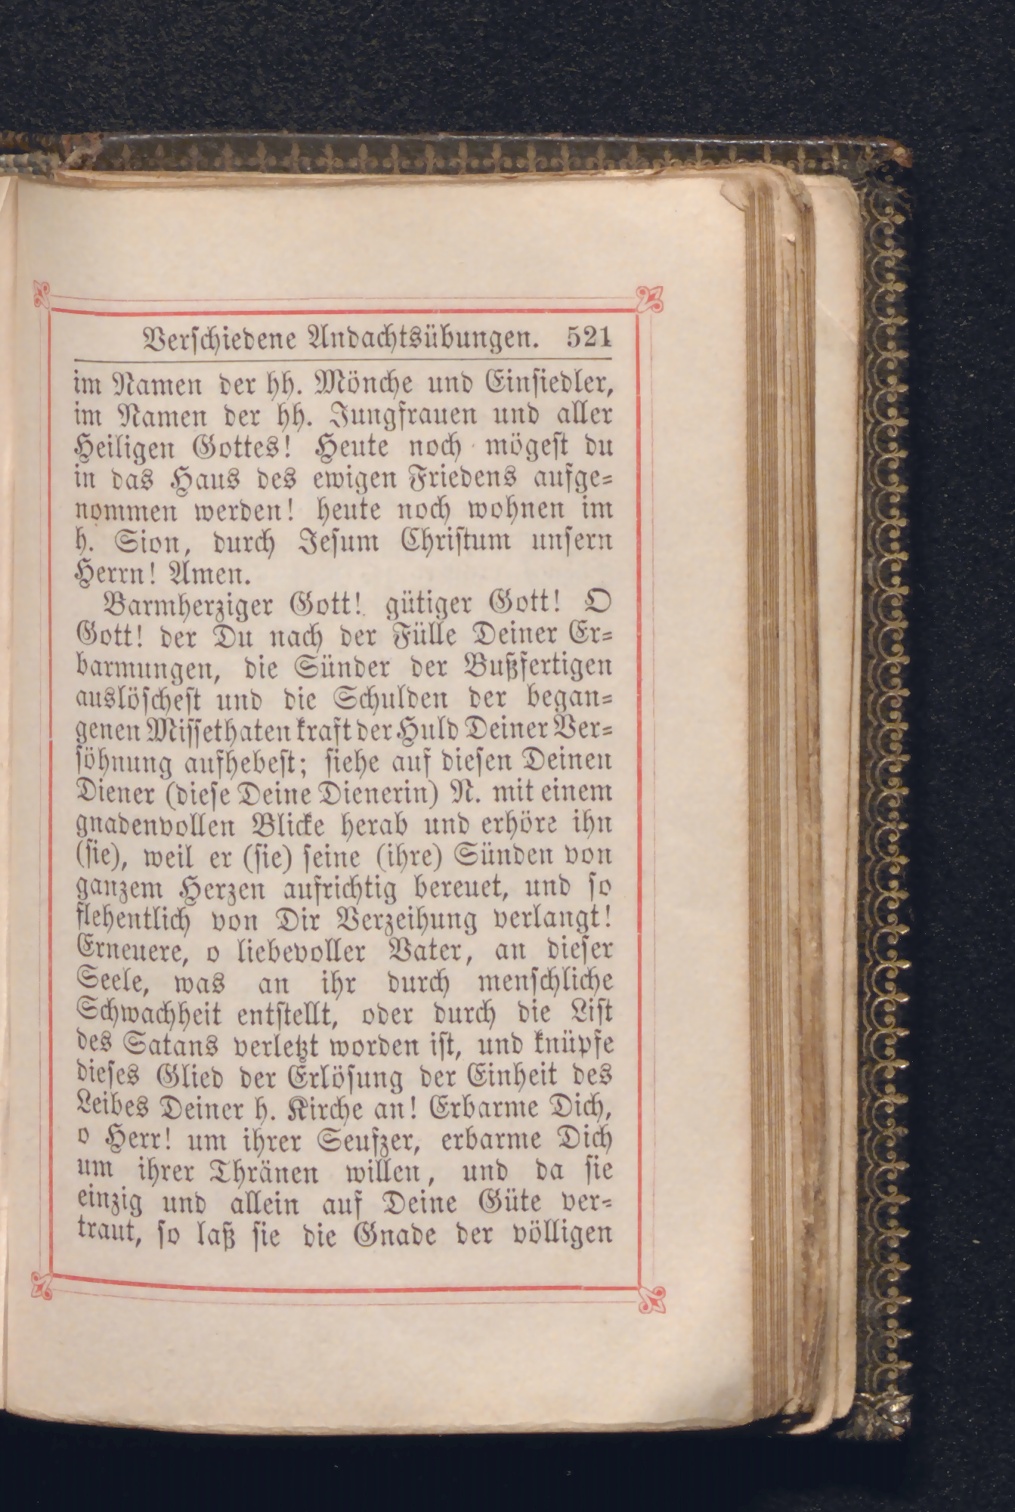 Verschiedene Andachtsübungen. 521
im Namen der hh. Mönche und Einsiedler,
im Namen der hh. Jungfrauen und aller
Heiligen Gottes! Heute noch mögest du
in das Haus des ewigen Friedens aufge=
nommen werden! heute noch wohnen im
h. Sion, durch Jesum Christum unsern
Herrn! Amen.
Barmherziger Gott! gütiger Gott! O
Gott! der Du nach der Fülle Deiner Er=
barmungen, die Sünder der Bußfertigen
auslöschest und die Schulden der began=
genen Missethaten kraft der Huld Deiner Ver=
söhnung aufhebest; siehe auf diesen Deinen
Diener (diese Deine Dienerin) N. mit einem
gnadenvollen Blicke herab und erhöre ihn
(sie), weil er (sie) seine (ihre) Sünden von
ganzem Herzen aufrichtig bereuet, und so
flehentlich von Dir Verzeihung verlangt!
Erneuere, o liebevoller Vater, an dieser
Seele, was an ihr durch menschliche
Schwachheit entstellt, oder durch die List
des Satans verletzt worden ist, und knüpfe
dieses Glied der Erlösung der Einheit des
Leibes Deiner h. Kirche an! Erbarme Dich,
o Herr! um ihrer Seufzer, erbarme Dich
um ihrer Thränen willen, und da sie
einzig und allein auf Deine Güte ver=
traut, so laß sie die Gnade der völligen